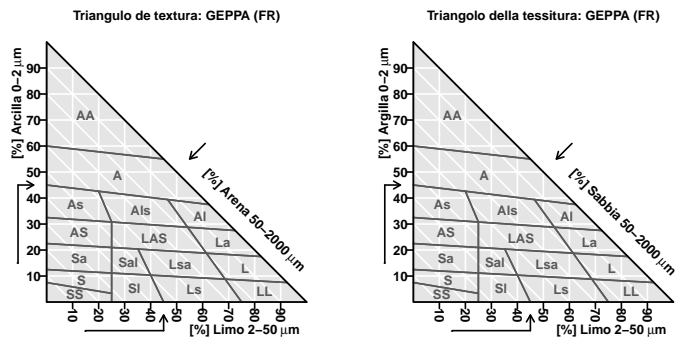 Triangulo de textura: GEPPA (FR)
[%] Arcilla 0−2 µm
90
80
70
60
50
40
30
20
10
AA
A
As
Als
Al
AS
LAS
La
Sa
Sal
Lsa
L
S
SS
Sl
Ls
LL
[%] Arena 50−2000 µm
10
20
30
40
50
60
70
80
90
[%] Limo 2−50 µm
Triangolo della tessitura: GEPPA (FR)
[%] Argilla 0−2 µm
90
80
70
60
50
40
30
20
10
AA
A
As
Als
Al
AS
LAS
La
Sa
Sal
Lsa
L
S
SS
Sl
Ls
LL
[%] Sabbia 50−2000 µm
10
20
30
40
50
60
70
80
90
[%] Limo 2−50 µm